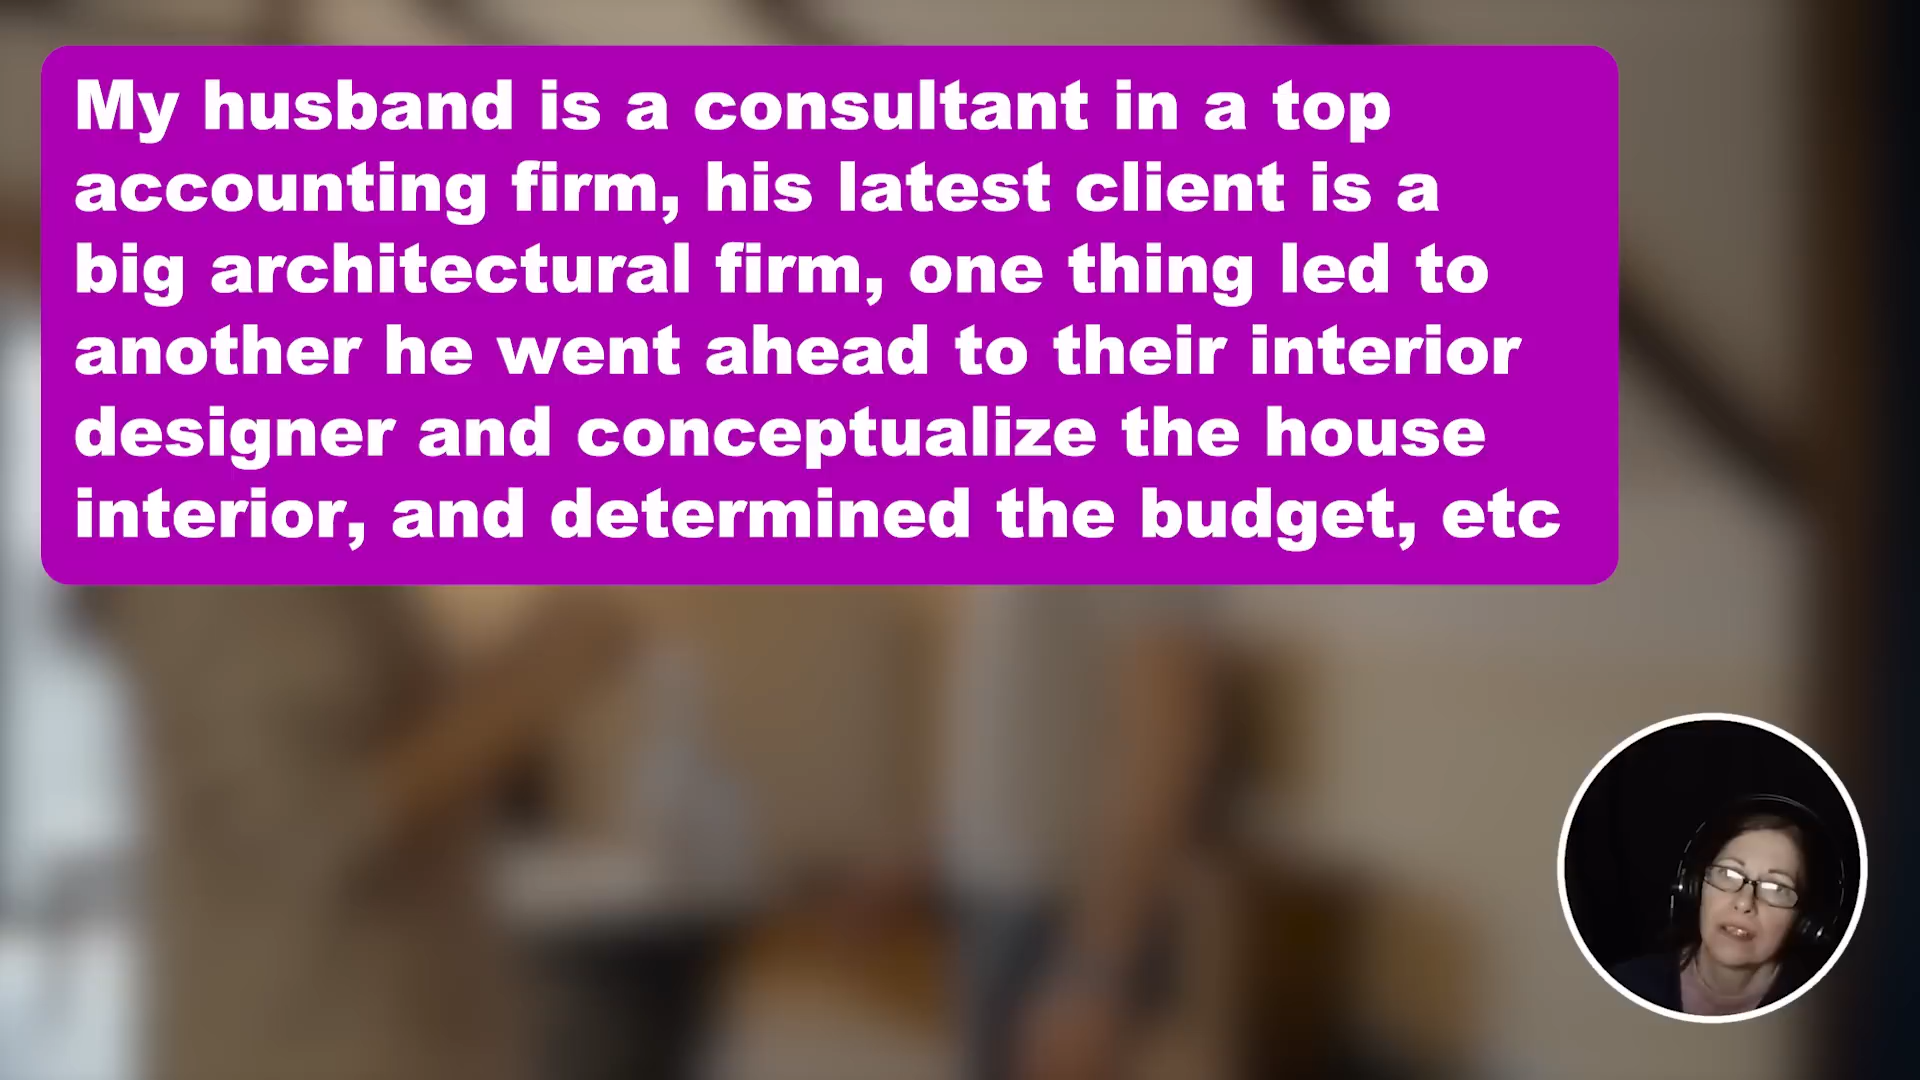 My husband is a consultant in a top
accounting firm, his latest client is a
big architectural firm, one thing led to
another he went ahead to their interior
designer and conceptualize the house
interior, and determined the budget, etc